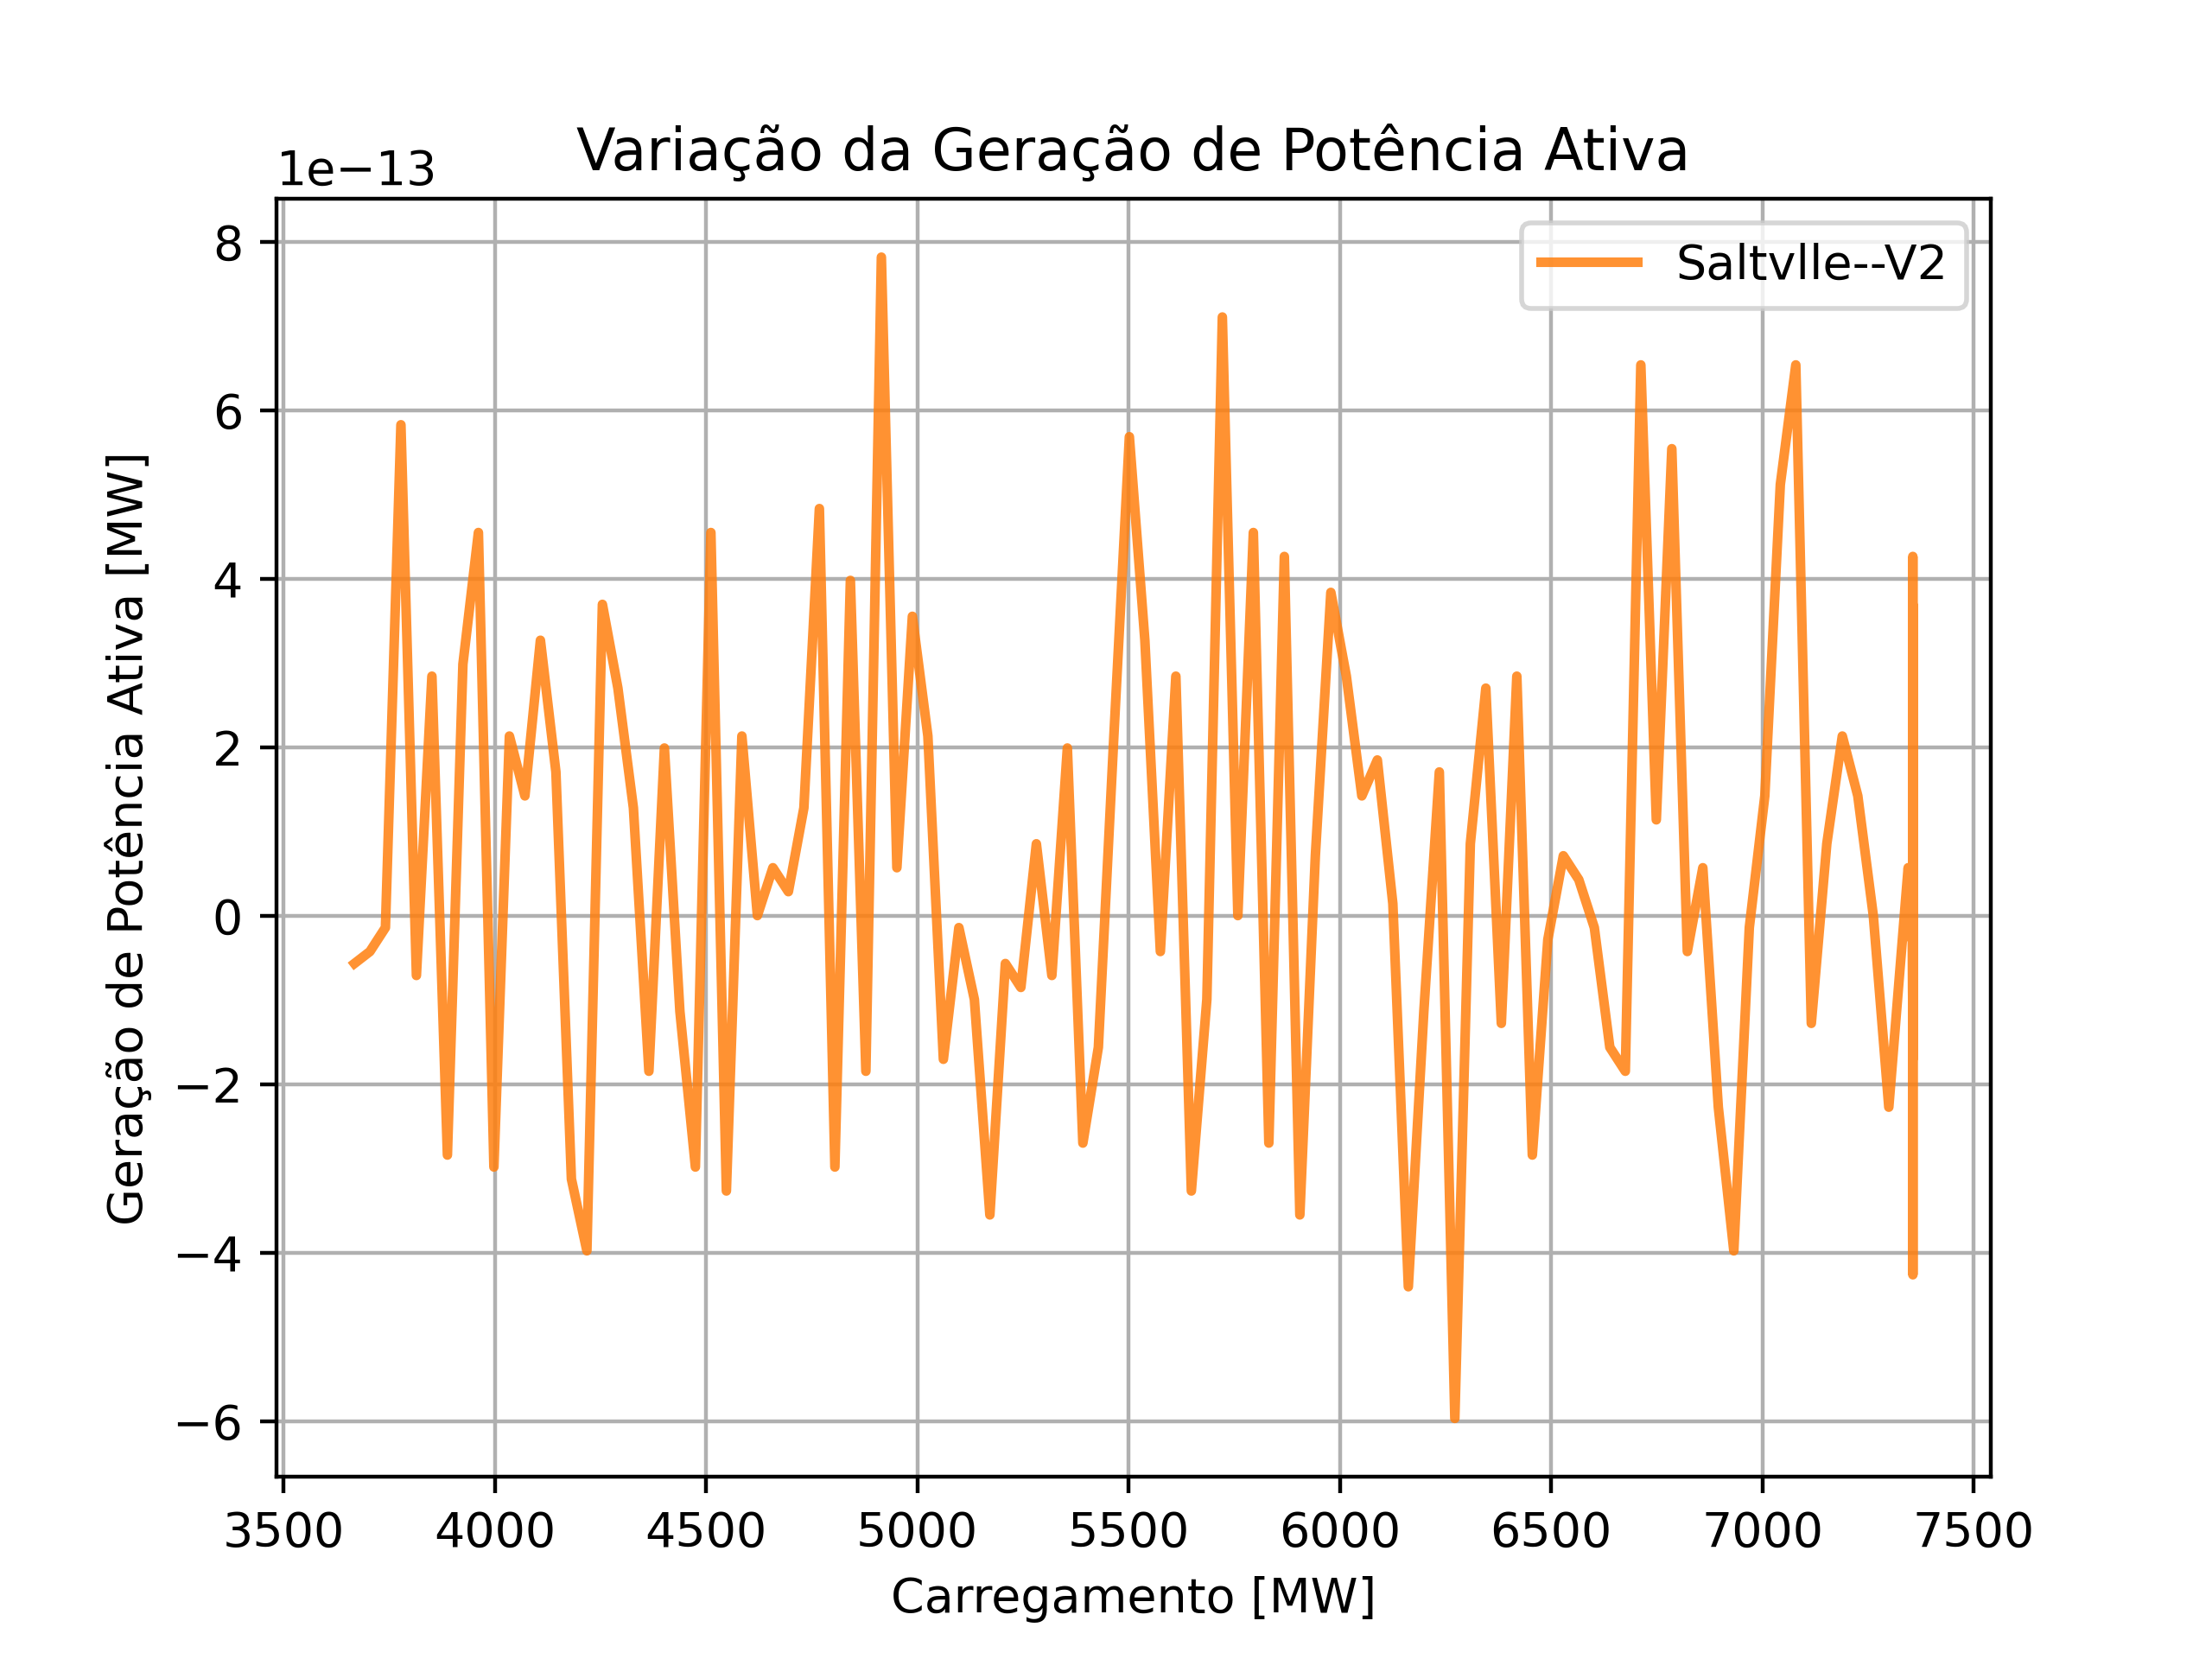 Variação da Geração de Potência Ativa
1e−13
Saltvlle--V2
8
6
4
2
0
−2
−4
−6
Geração de Potência Ativa [MW]
3500 4000 4500 5000 5500 6000 6500 7000 7500
Carregamento [MW]